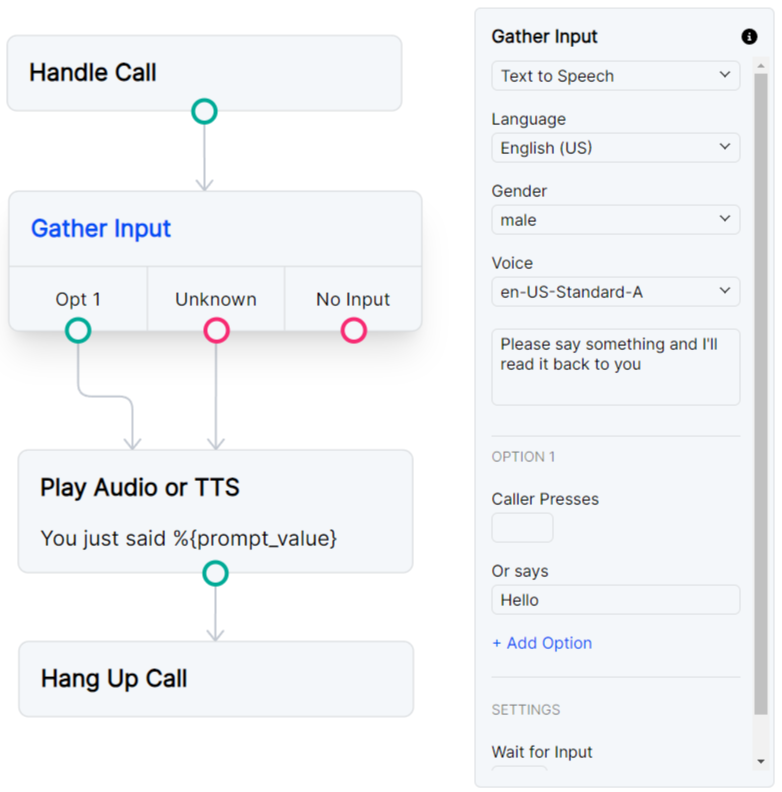 Handle Call
Gather Input
Opt 1
Unknown
No Input
Play Audio or TTS
You just said %{prompt_value}
Hang Up Call
Gather Input
Text to Speech
Language
English (US)
Gender
male
Voice
en-US-Standard-A
Please say something and I'll
read it back to you
OPTION 1
Caller Presses
Or says
Hello
+ Add Option
SETTINGS
Wait for Input